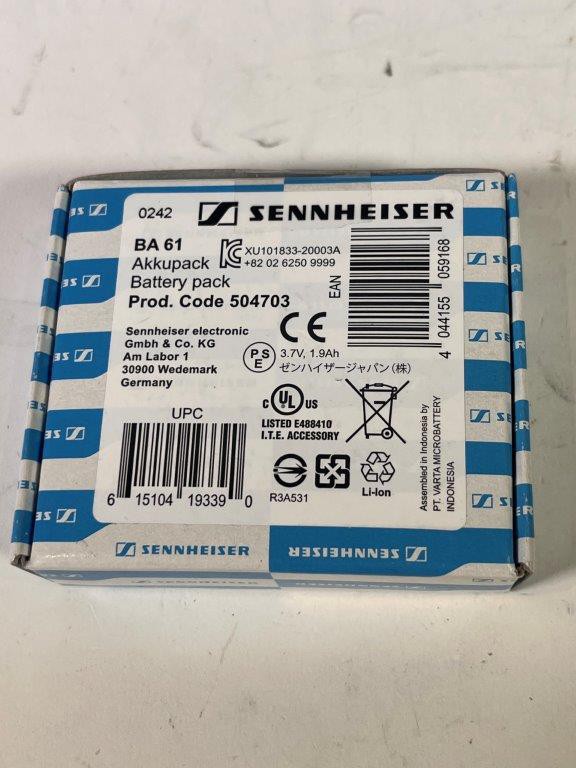 0242 SENNHEISER
BA 61
Akkupack
Battery pack
Prod. Code 504703
XU101833-20003A
+82 02 6250 9999
EAN
4 044155 059168
Sennheiser electronic
Gmbh & Co. KG
Am Labor 1
30900 Wedemark
Germany
CE
PSE
3.7V, 1.9Ah
ゼンハイザージャパン(株)
UPC
6 15104 19339 0
C UL US
LISTED E488410
I.T.E. ACCESSORY
R3A531
Li-Ion
Assembled in Indonesia by
PT. VARTA MICROBATTERY
INDONESIA
SENNHEISER
SENNHEISER